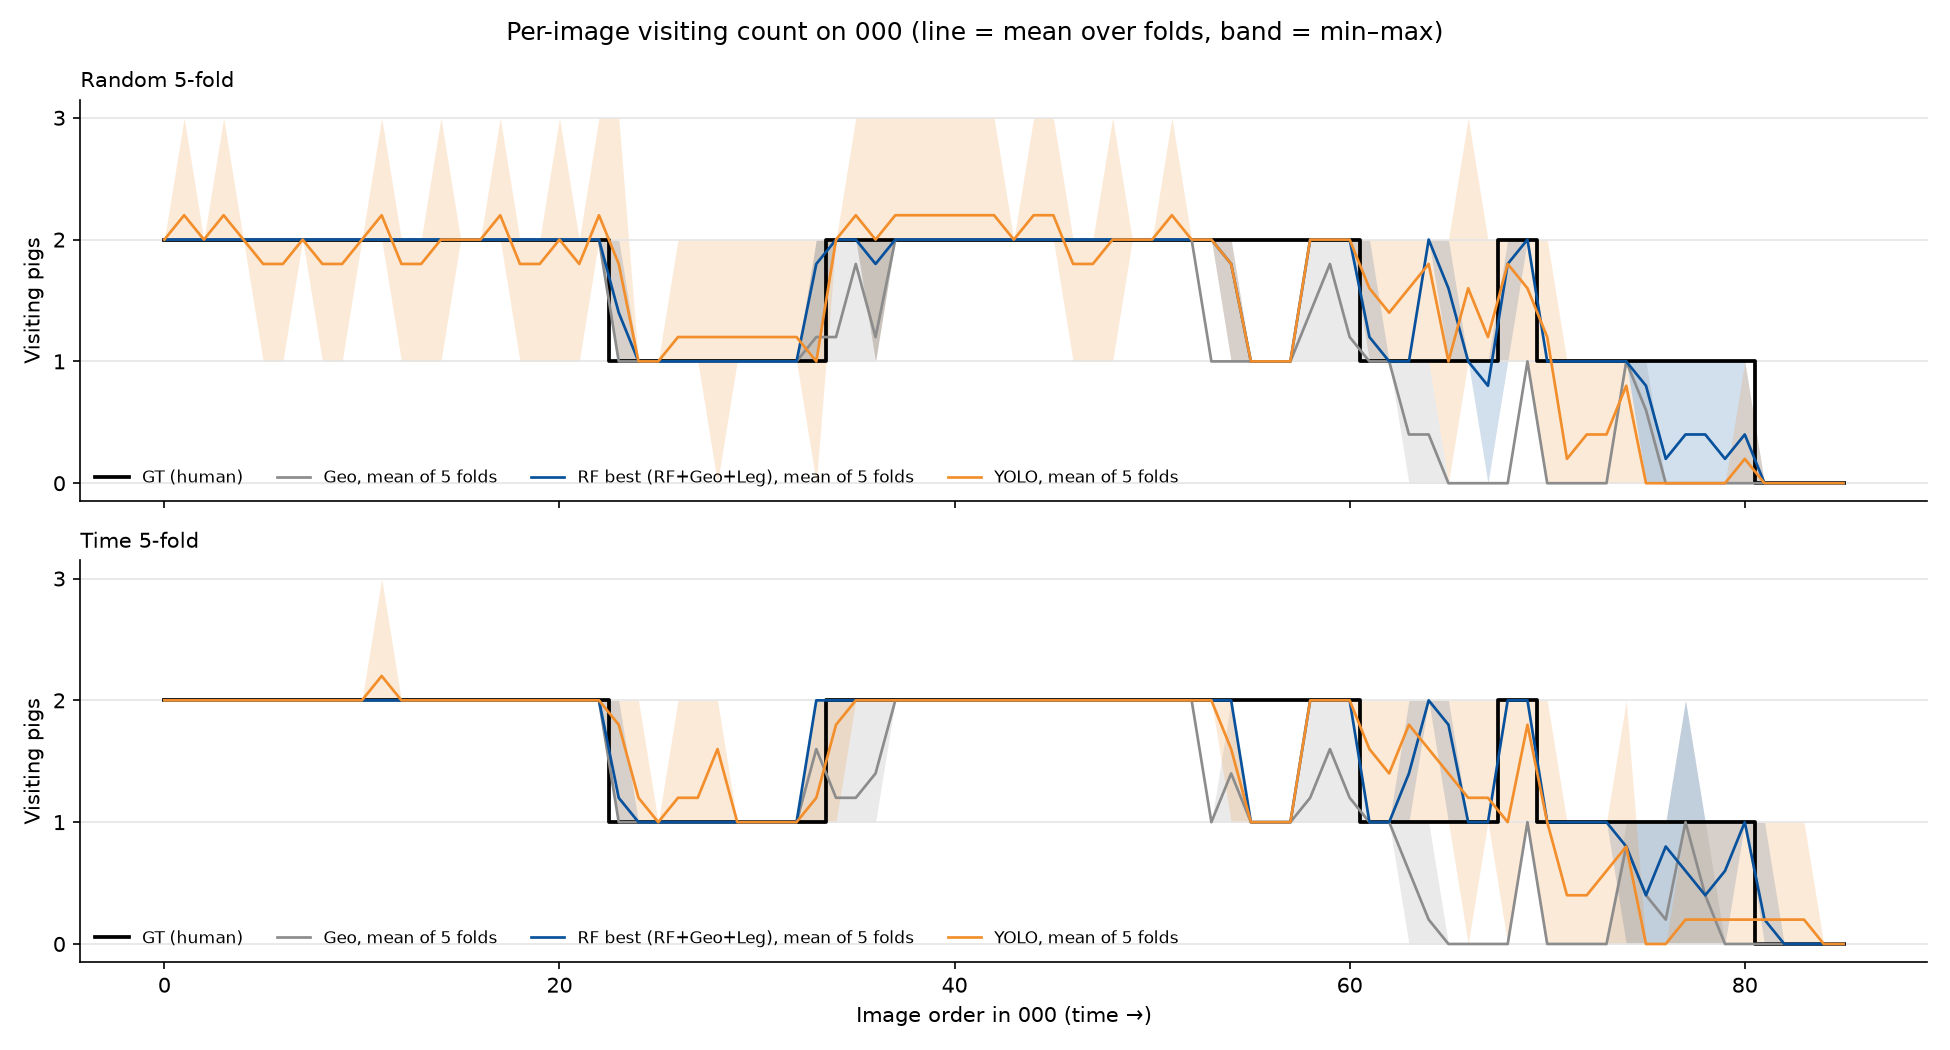 Per-image visiting count on 000 (line = mean over folds, band = min–max)
Random 5-fold
Visiting pigs
3
2
1
0
GT (human)
Geo, mean of 5 folds
RF best (RF+Geo+Leg), mean of 5 folds
YOLO, mean of 5 folds
Time 5-fold
Visiting pigs
3
2
1
0
GT (human)
Geo, mean of 5 folds
RF best (RF+Geo+Leg), mean of 5 folds
YOLO, mean of 5 folds
0 20 40 60 80
Image order in 000 (time →)